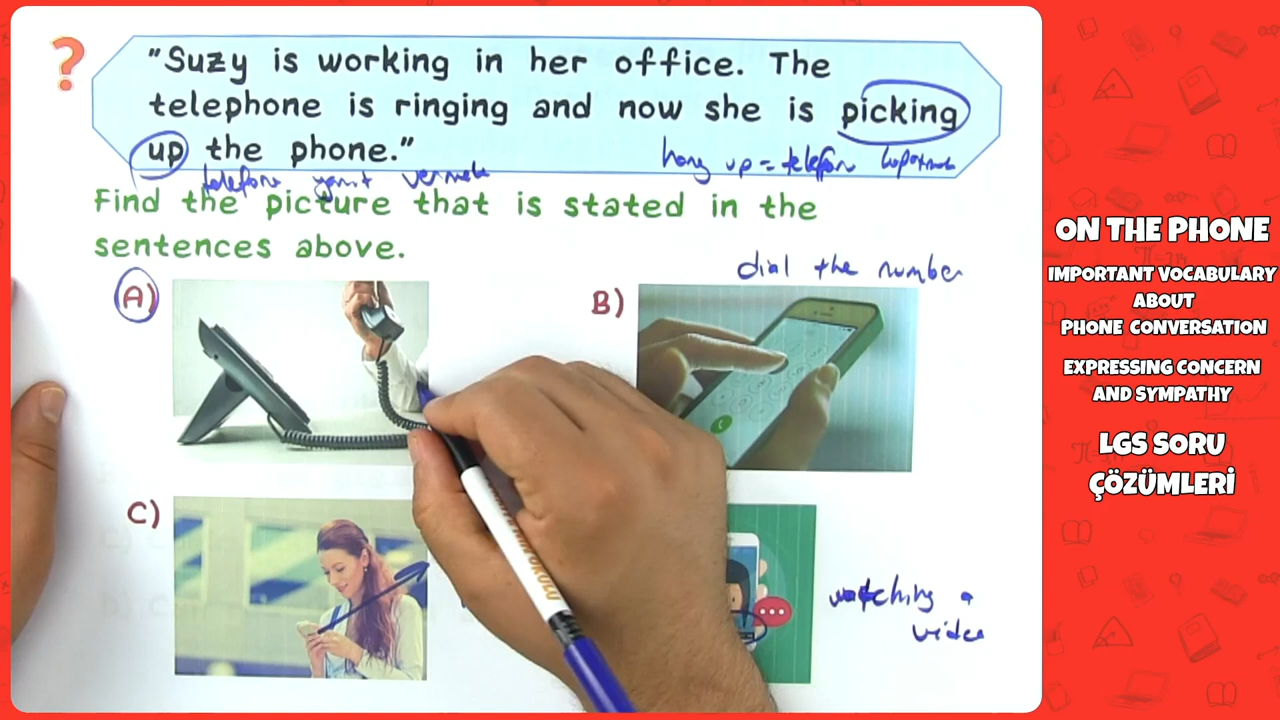 "Suzy is working in her office. The
telephone is ringing and now she is picking
up the phone."
hang up = telefon kapatmak
telefona yanıt vermek
Find the picture that is stated in the
sentences above.
dial the number
A)
B)
C)
watching a
video
ON THE PHONE
IMPORTANT VOCABULARY
ABOUT
PHONE CONVERSATION
EXPRESSING CONCERN
AND SYMPATHY
LGS SORU
ÇÖZÜMLERİ